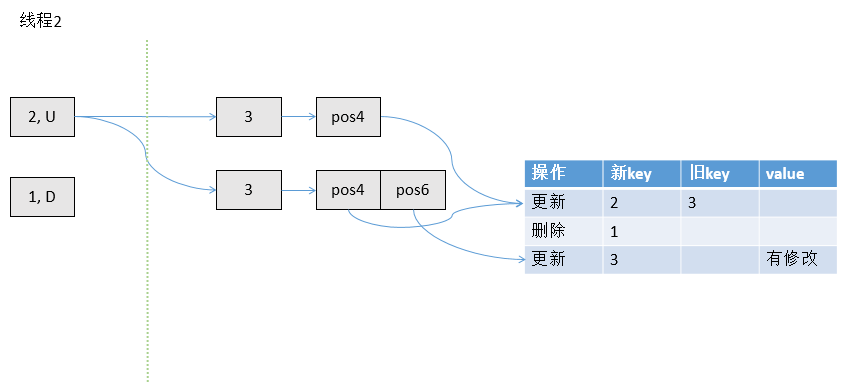 线程2
2, U
3
pos4
1, D
3
pos4
pos6
操作 新key 旧key value
更新 2 3
删除 1
更新 3 有修改